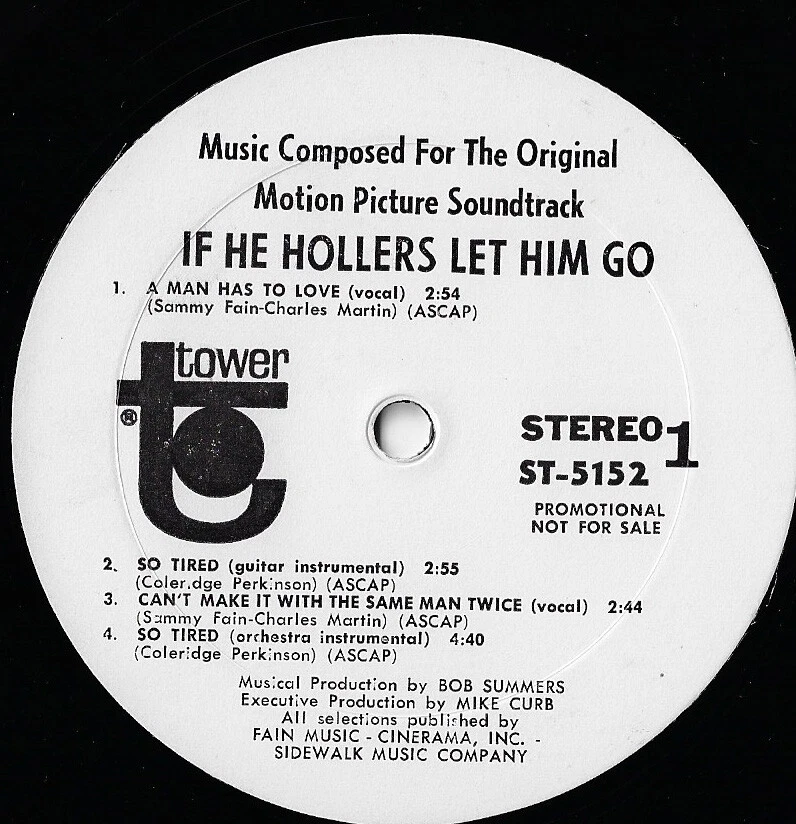 Music Composed For The Original
Motion Picture Soundtrack
IF HE HOLLERS LET HIM GO
1. A MAN HAS TO LOVE (vocal) 2:54
(Sammy Fain-Charles Martin) (ASCAP)
tower
®
STEREO 1
ST-5152
PROMOTIONAL
NOT FOR SALE
2. SO TIRED (guitar instrumental) 2:55
(Coleridge Perkinson) (ASCAP)
3. CAN'T MAKE IT WITH THE SAME MAN TWICE (vocal) 2:44
(Sammy Fain-Charles Martin) (ASCAP)
4. SO TIRED (orchestra instrumental) 4:40
(Coleridge Perkinson) (ASCAP)
Musical Production by BOB SUMMERS
Executive Production by MIKE CURB
All selections published by
FAIN MUSIC - CINERAMA, INC. -
SIDEWALK MUSIC COMPANY